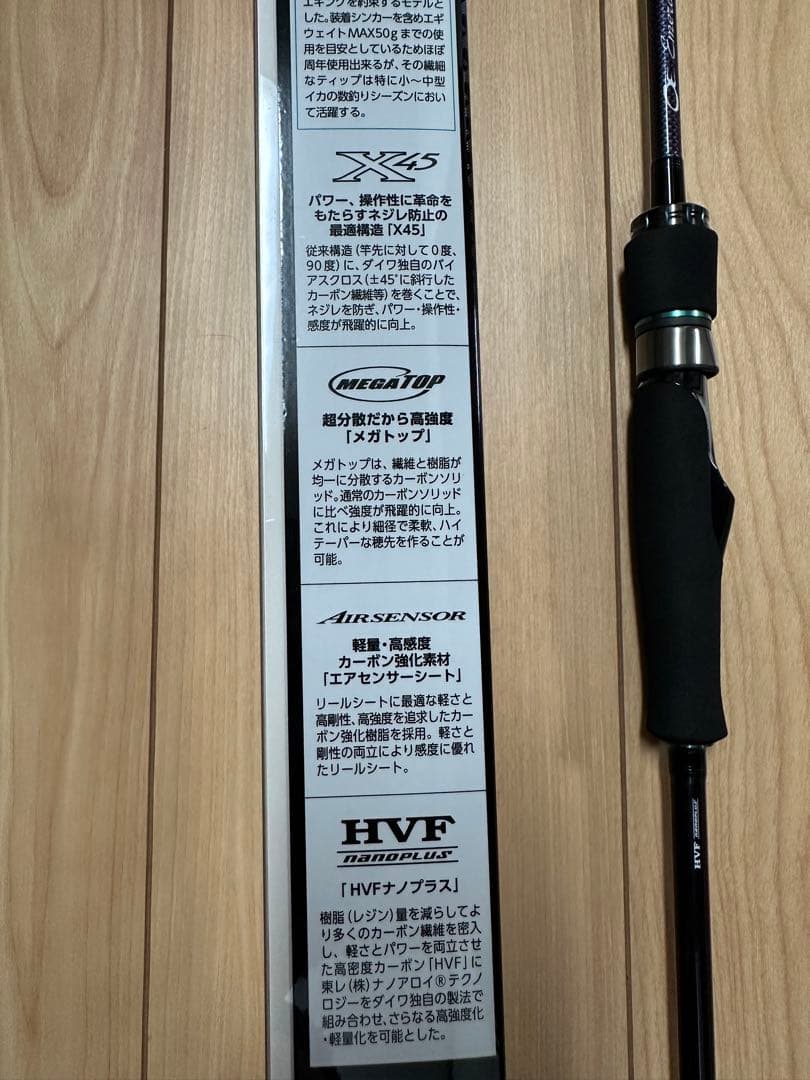 エギングを約束するモデルと
した。装着シンカーを含めエギ
ウェイトMAX50gまでの使
用を目安としているためほぼ
周年使用出来るが、その繊細
なティップは特に小〜中型
イカの数釣りシーズンにおい
て活躍する。
X45
パワー、操作性に革命を
もたらすネジレ防止の
最適構造「X45」
従来構造(竿先に対して0度、
90度)に、ダイワ独自のバイ
アスクロス(±45°に斜行した
カーボン繊維等)を巻くことで、
ネジレを防ぎ、パワー・操作性・
感度が飛躍的に向上。
MEGATOP
超分散だから高強度
「メガトップ」
メガトップは、繊維と樹脂が
均一に分散するカーボンソリ
ッド。通常のカーボンソリッド
に比べ強度が飛躍的に向上。
これにより細径で柔軟、ハイ
テーパーな穂先を作ることが
可能。
AIRSENSOR
軽量・高感度
カーボン強化素材
「エアセンサーシート」
リールシートに最適な軽さと
高剛性、高強度を追求したカー
ボン強化樹脂を採用。軽さと
剛性の両立により感度に優れ
たリールシート。
HVF
nanoPLUS
「HVFナノプラス」
樹脂(レジン)量を減らしてよ
り多くのカーボン繊維を密入
し、軽さとパワーを両立させ
た高密度カーボン「HVF」に
東レ(株)ナノアロイ®テクノ
ロジーをダイワ独自の製法で
組み合わせ、さらなる高強度化
・軽量化を可能とした。
HVF nanoPLUS